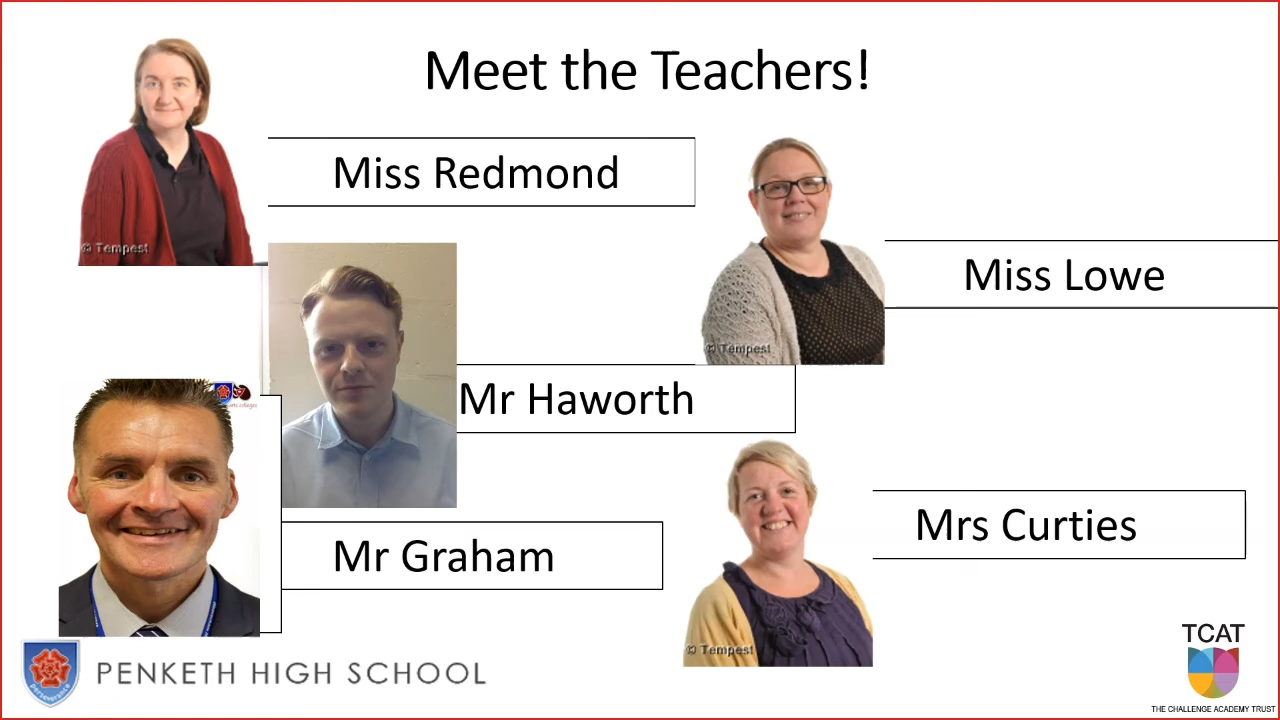 Meet the Teachers!
Miss Redmond
© Tempest
Miss Lowe
© Tempest
Mr Haworth
Mrs Curties
Mr Graham
© Tempest
perseverance
PENKETH HIGH SCHOOL
TCAT
THE CHALLENGE ACADEMY TRUST